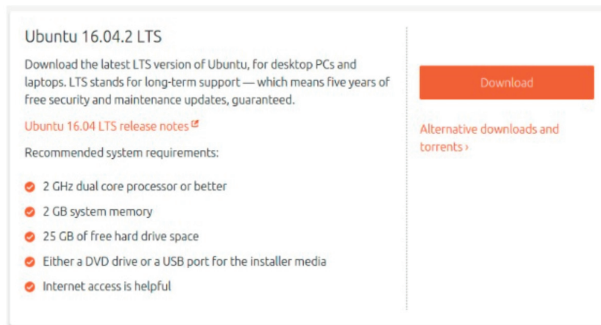 Ubuntu 16.04.2 LTS
Download the latest LTS version of Ubuntu, for desktop PCs and
laptops. LTS stands for long-term support — which means five years of
free security and maintenance updates, guaranteed.
Ubuntu 16.04 LTS release notes
Recommended system requirements:
2 GHz dual core processor or better
2 GB system memory
25 GB of free hard drive space
Either a DVD drive or a USB port for the installer media
Internet access is helpful
Download
Alternative downloads and
torrents ›